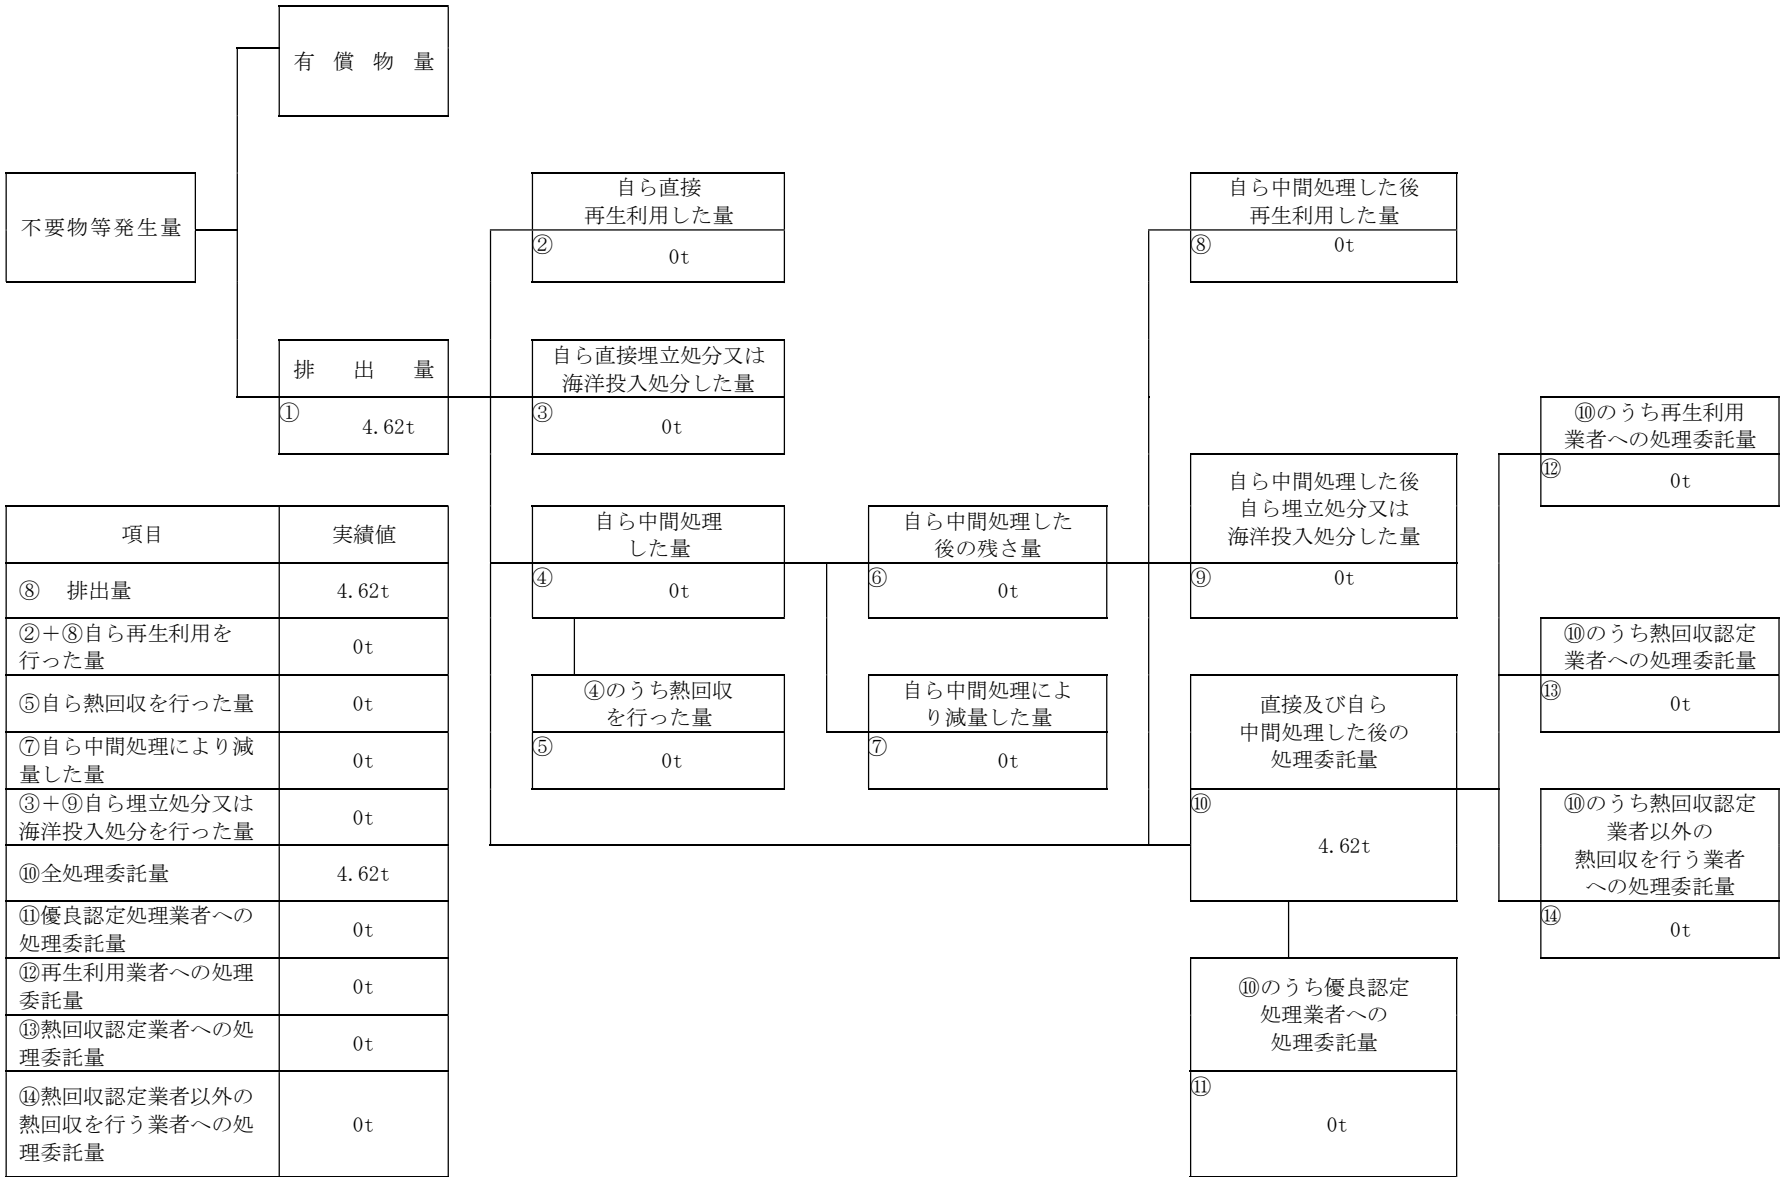 有 償 物 量
不要物等発生量
自ら直接
再生利用した量
② 0t
自ら中間処理した後
再生利用した量
⑧ 0t
排 出 量
① 4.62t
自ら直接埋立処分又は
海洋投入処分した量
③ 0t
⑩のうち再生利用
業者への処理委託量
⑫ 0t
自ら中間処理した後
自ら埋立処分又は
海洋投入処分した量
⑨ 0t
自ら中間処理
した量
④ 0t
自ら中間処理した
後の残さ量
⑥ 0t
⑩のうち熱回収認定
業者への処理委託量
⑬ 0t
④のうち熱回収
を行った量
⑤ 0t
自ら中間処理によ
り減量した量
⑦ 0t
直接及び自ら
中間処理した後の
処理委託量
⑩
4.62t
⑩のうち熱回収認定
業者以外の
熱回収を行う業者
への処理委託量
⑭ 0t
⑩のうち優良認定
処理業者への
処理委託量
⑪
0t
項目 実績値
⑧ 排出量 4.62t
②+⑧自ら再生利用を
行った量 0t
⑤自ら熱回収を行った量 0t
⑦自ら中間処理により減
量した量 0t
③+⑨自ら埋立処分又は
海洋投入処分を行った量 0t
⑩全処理委託量 4.62t
⑪優良認定処理業者への
処理委託量 0t
⑫再生利用業者への処理
委託量 0t
⑬熱回収認定業者への処
理委託量 0t
⑭熱回収認定業者以外の
熱回収を行う業者への処
理委託量 0t